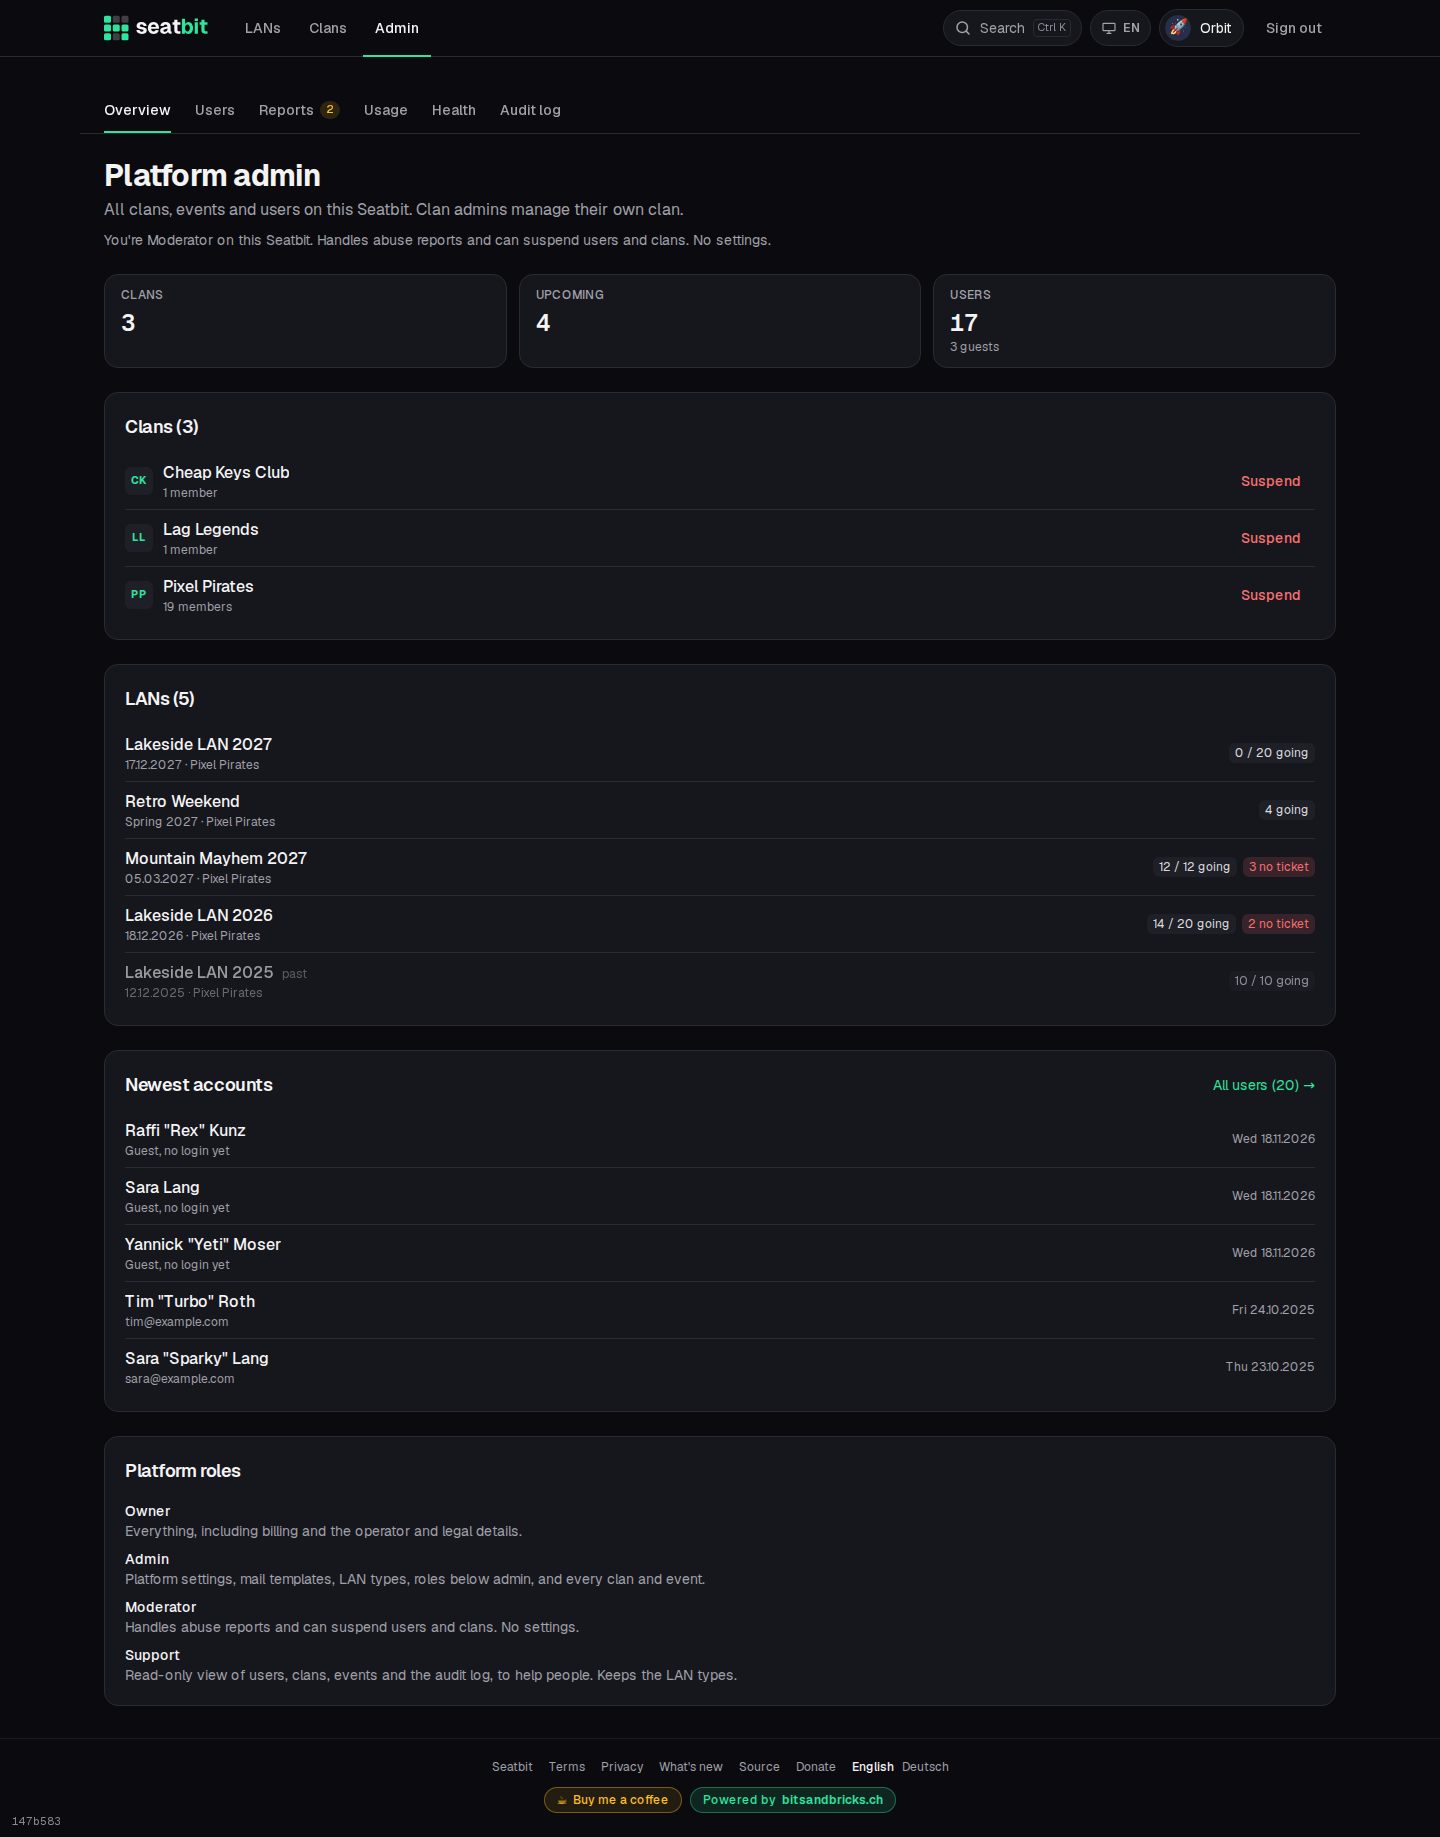 seatbit LANs Clans Admin Search Ctrl K EN Orbit Sign out
Overview Users Reports 2 Usage Health Audit log
Platform admin
All clans, events and users on this Seatbit. Clan admins manage their own clan.
You're Moderator on this Seatbit. Handles abuse reports and can suspend users and clans. No settings.
CLANS
3
UPCOMING
4
USERS
17
3 guests
Clans (3)
CK Cheap Keys Club
1 member
Suspend
LL Lag Legends
1 member
Suspend
PP Pixel Pirates
19 members
Suspend
LANs (5)
Lakeside LAN 2027
17.12.2027 · Pixel Pirates
0 / 20 going
Retro Weekend
Spring 2027 · Pixel Pirates
4 going
Mountain Mayhem 2027
05.03.2027 · Pixel Pirates
12 / 12 going 3 no ticket
Lakeside LAN 2026
18.12.2026 · Pixel Pirates
14 / 20 going 2 no ticket
Lakeside LAN 2025 past
12.12.2025 · Pixel Pirates
10 / 10 going
Newest accounts All users (20) →
Raffi "Rex" Kunz
Guest, no login yet
Wed 18.11.2026
Sara Lang
Guest, no login yet
Wed 18.11.2026
Yannick "Yeti" Moser
Guest, no login yet
Wed 18.11.2026
Tim "Turbo" Roth
tim@example.com
Fri 24.10.2025
Sara "Sparky" Lang
sara@example.com
Thu 23.10.2025
Platform roles
Owner
Everything, including billing and the operator and legal details.
Admin
Platform settings, mail templates, LAN types, roles below admin, and every clan and event.
Moderator
Handles abuse reports and can suspend users and clans. No settings.
Support
Read-only view of users, clans, events and the audit log, to help people. Keeps the LAN types.
Seatbit Terms Privacy What's new Source Donate English Deutsch
Buy me a coffee Powered by bitsandbricks.ch
147b583